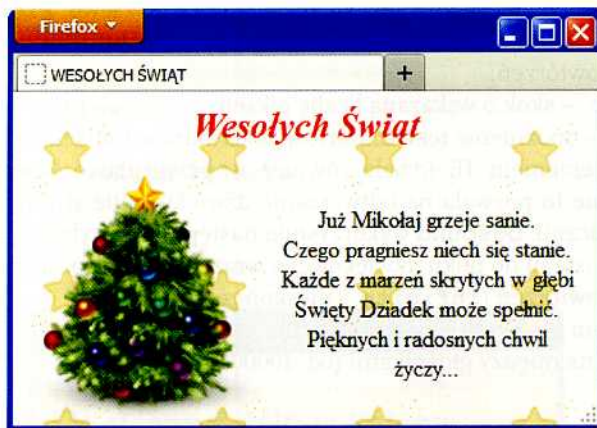 Firefox
WESOŁYCH ŚWIĄT
+
Wesołych Świąt
Już Mikołaj grzeje sanie.
Czego pragniesz niech się stanie.
Każde z marzeń skrytych w głębi
Święty Dziadek może spełnić.
Pięknych i radosnych chwil
życzy...